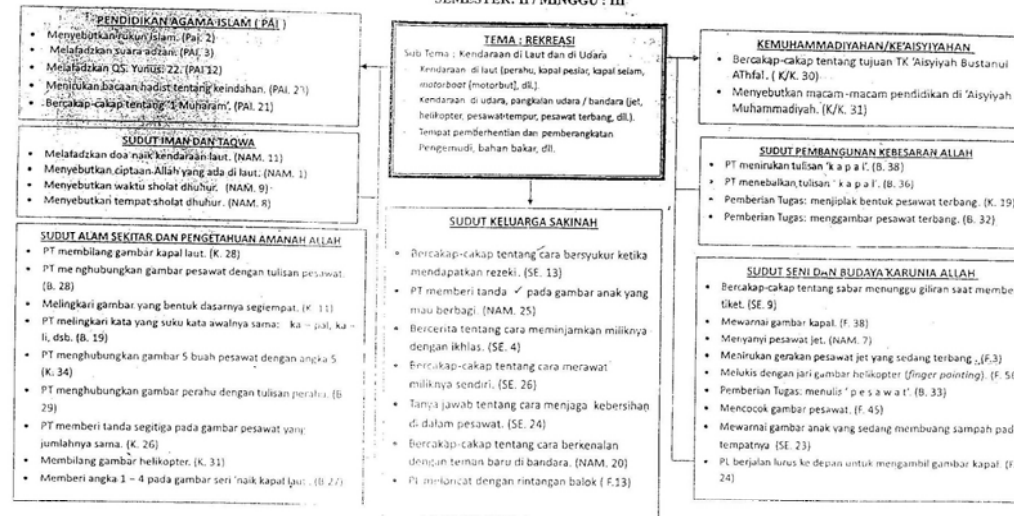 SEMESTER: II / MINGGU : III
PENDIDIKAN AGAMA ISLAM ( PAI )
• Menyebutkan rukun Islam. (PAI. 2)
• Melafadzkan suara adzan. (PAI. 3)
• Melafadzkan QS. Yunus: 22. (PAI 12)
• Menirukan bacaan hadist tentang keindahan. (PAI. 23)
• Bercakap-cakap tentang '1 Muharam'. (PAI. 21)
SUDUT IMAN DAN TAQWA
• Melafadzkan doa naik kendaraan laut. (NAM. 11)
• Menyebutkan ciptaan Allah yang ada di laut. (NAM. 1)
• Menyebutkan waktu sholat dhuhur. (NAM. 9)
• Menyebutkan tempat sholat dhuhur. (NAM. 8)
SUDUT ALAM SEKITAR DAN PENGETAHUAN AMANAH ALLAH
• PT membilang gambar kapal laut. (K. 28)
• PT me nghubungkan gambar pesawat dengan tulisan pesawat.
(B. 28)
• Melingkari gambar yang bentuk dasarnya segiempat. (K. 11)
• PT melingkari kata yang suku kata awalnya sama: ka – pal, ka –
li, dsb. (B. 19)
• PT menghubungkan gambar 5 buah pesawat dengan angka 5
(K. 34)
• PT menghubungkan gambar perahu dengan tulisan perahu. (B
29)
• PT memberi tanda segitiga pada gambar pesawat yang
jumlahnya sama. (K. 26)
• Membilang gambar helikopter. (K. 31)
• Memberi angka 1 – 4 pada gambar seri 'naik kapal laut'. (B.27)
TEMA : REKREASI
Sub Tema : Kendaraan di Laut dan di Udara
Kendaraan di laut (perahu, kapal pesiar, kapal selam,
motorboat [motorbut], dll.).
Kendaraan di udara, pangkalan udara / bandara (jet,
helikopter, pesawat tempur, pesawat terbang, dll.).
Tempat pemberhentian dan pemberangkatan
Pengemudi, bahan bakar, dll.
SUDUT KELUARGA SAKINAH
• Bercakap-cakap tentang cara bersyukur ketika
mendapatkan rezeki. (SE. 13)
• PT memberi tanda ✓ pada gambar anak yang
mau berbagi. (NAM. 25)
• Bercerita tentang cara meminjamkan miliknya
dengan ikhlas. (SE. 4)
• Bercakap-cakap tentang cara merawat
miliknya sendiri. (SE. 26)
• Tanya jawab tentang cara menjaga kebersihan
di dalam pesawat. (SE. 24)
• Bercakap-cakap tentang cara berkenalan
dengan teman baru di bandara. (NAM. 20)
• PL meloncat dengan rintangan balok ( F.13)
KEMUHAMMADIYAHAN/KE'AISYIYAHAN
• Bercakap-cakap tentang tujuan TK 'Aisyiyah Bustanul
AThfal. ( K/K. 30)
• Menyebutkan macam-macam pendidikan di 'Aisyiyah
Muhammadiyah. (K/K. 31)
SUDUT PEMBANGUNAN KEBESARAN ALLAH
• PT menirukan tulisan 'k a p a l'. (B. 38)
• PT menebalkan tulisan ' k a p a l'. (B. 36)
• Pemberian Tugas: menjiplak bentuk pesawat terbang. (K. 19)
• Pemberian Tugas: menggambar pesawat terbang. (B. 32)
SUDUT SENI DAN BUDAYA KARUNIA ALLAH
• Bercakap-cakap tentang sabar menunggu giliran saat membe
tiket. (SE. 9)
• Mewarnai gambar kapal. (F. 38)
• Menyanyi pesawat jet. (NAM. 7)
• Menirukan gerakan pesawat jet yang sedang terbang . (F.3)
• Melukis dengan jari gambar helikopter (finger pointing). (F. 50
• Pemberian Tugas: menulis ' p e s a w a t'. (B. 33)
• Mencocok gambar pesawat. (F. 45)
• Mewarnai gambar anak yang sedang membuang sampah pad
tempatnya (SE. 23)
• PL berjalan lurus ke depan untuk mengambil gambar kapal. (F
24)